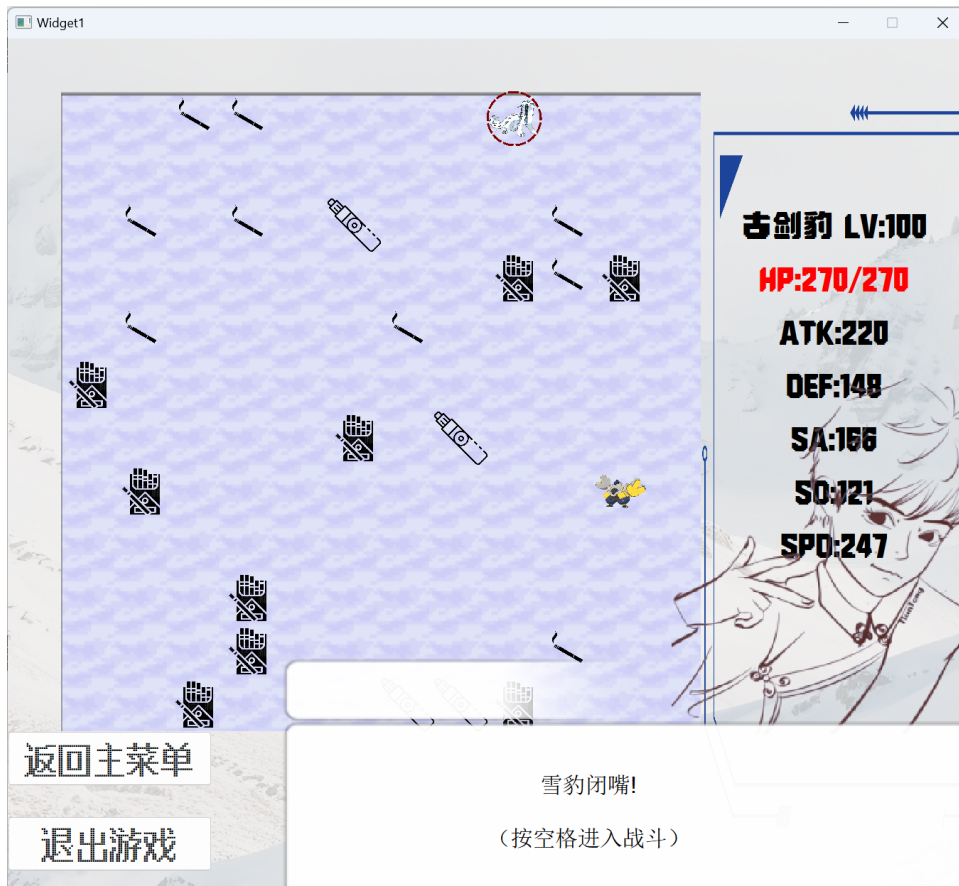 Widget1
古剑豹 LV:100
HP:270/270
ATK:220
DEF:148
SA:166
SD:121
SPD:247
Tiantong
返回主菜单
退出游戏
雪豹闭嘴!
（按空格进入战斗）